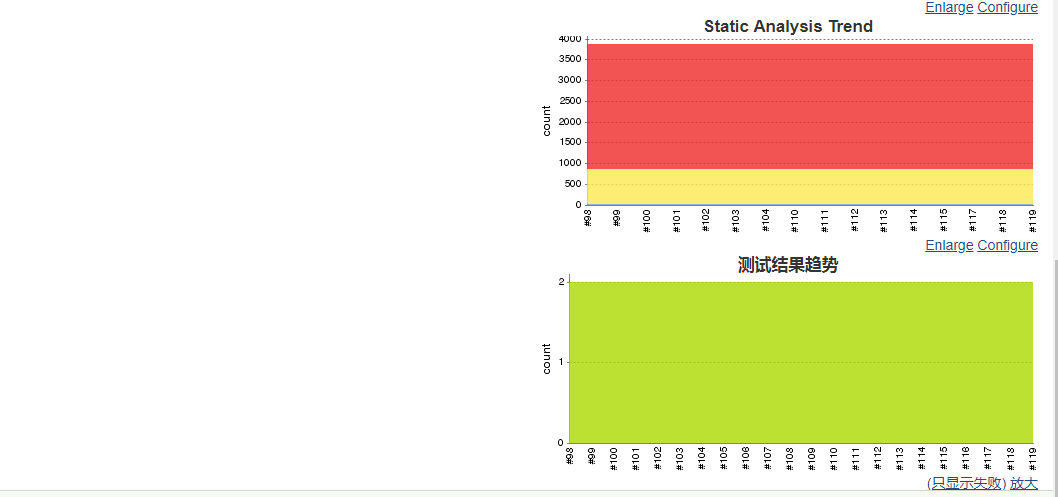 Enlarge Configure
Static Analysis Trend
4000
3500
3000
2500
2000
1500
1000
500
0
count
#98 #99 #100 #101 #102 #103 #104 #110 #111 #112 #113 #114 #115 #117 #118 #119
Enlarge Configure
测试结果趋势
2
1
0
count
#98 #99 #100 #101 #102 #103 #104 #105 #106 #107 #108 #109 #110 #111 #112 #113 #114 #115 #116 #117 #118 #119
(只显示失败) 放大